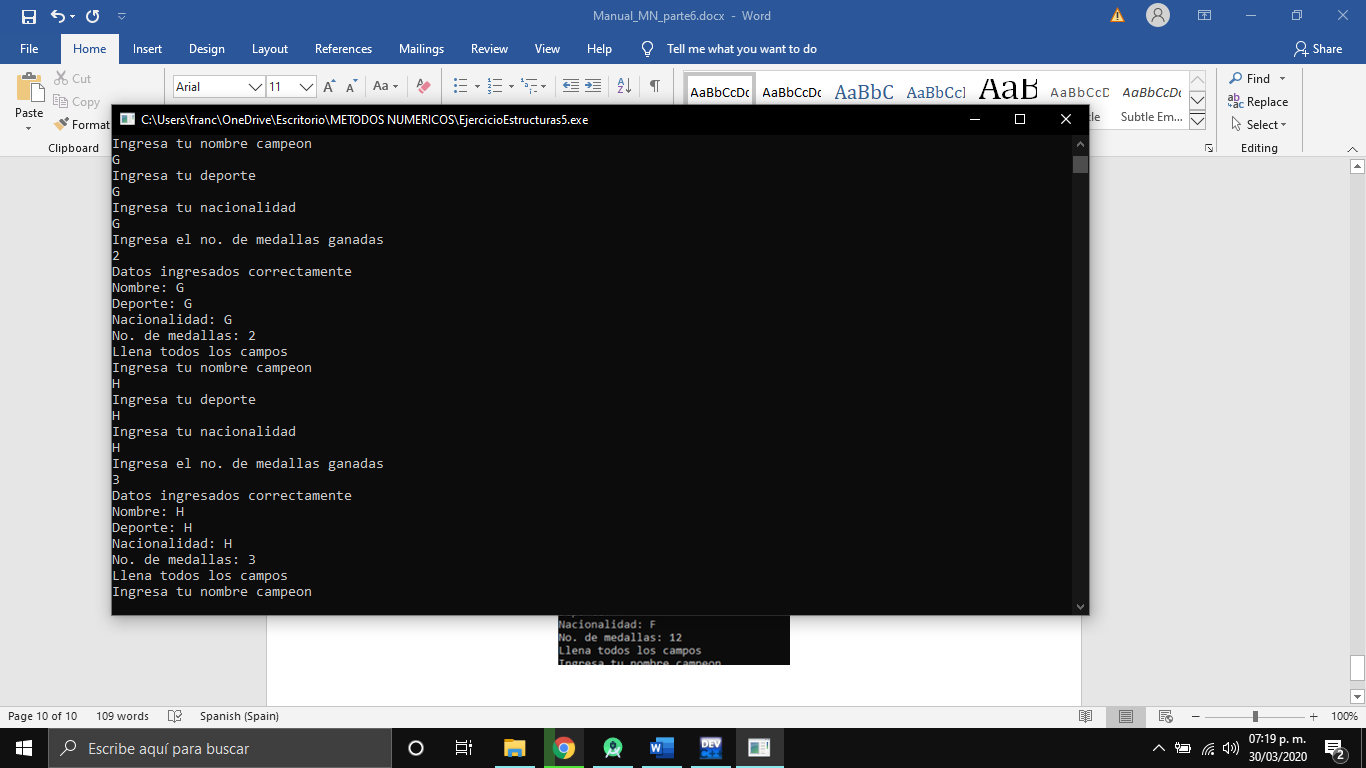 Manual_MN_parte6.docx - Word
File Home Insert Design Layout References Mailings Review View Help Tell me what you want to do Share
Paste
Cut
Copy
Format
Clipboard
Arial 11
Aa
AaBbCcDc AaBbCcDc AaBbC AaBbCcI AaB AaBbCcD AaBbCcDc
Subtle Em...
Find
Replace
Select
Editing
C:\Users\franc\OneDrive\Escritorio\METODOS NUMERICOS\EjercicioEstructuras5.exe
Ingresa tu nombre campeon
G
Ingresa tu deporte
G
Ingresa tu nacionalidad
G
Ingresa el no. de medallas ganadas
2
Datos ingresados correctamente
Nombre: G
Deporte: G
Nacionalidad: G
No. de medallas: 2
Llena todos los campos
Ingresa tu nombre campeon
H
Ingresa tu deporte
H
Ingresa tu nacionalidad
H
Ingresa el no. de medallas ganadas
3
Datos ingresados correctamente
Nombre: H
Deporte: H
Nacionalidad: H
No. de medallas: 3
Llena todos los campos
Ingresa tu nombre campeon
Nacionalidad: F
No. de medallas: 12
Llena todos los campos
Ingresa tu nombre campeon
Page 10 of 10 109 words Spanish (Spain) 100%
Escribe aquí para buscar
DEV C++
07:19 p. m.
30/03/2020
2